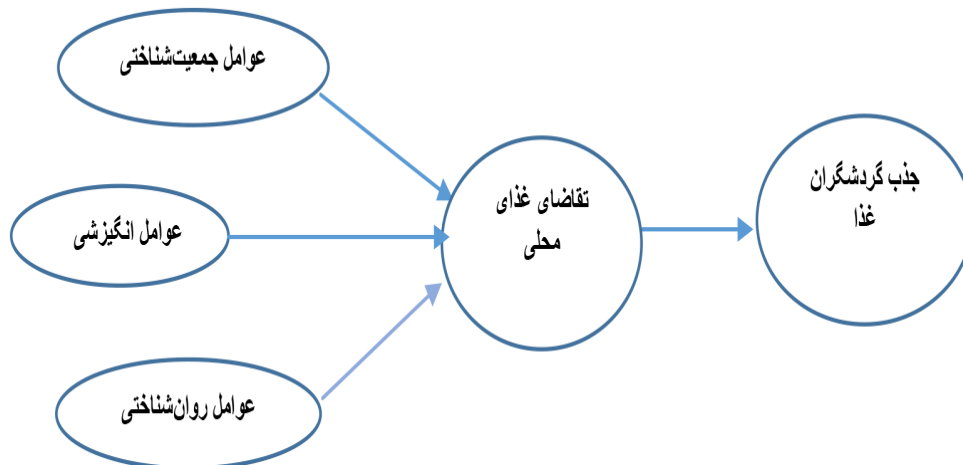 عوامل جمعیت‌شناختی
عوامل انگیزشی
عوامل روان‌شناختی
تقاضای غذای
محلی
جذب گردشگران
غذا